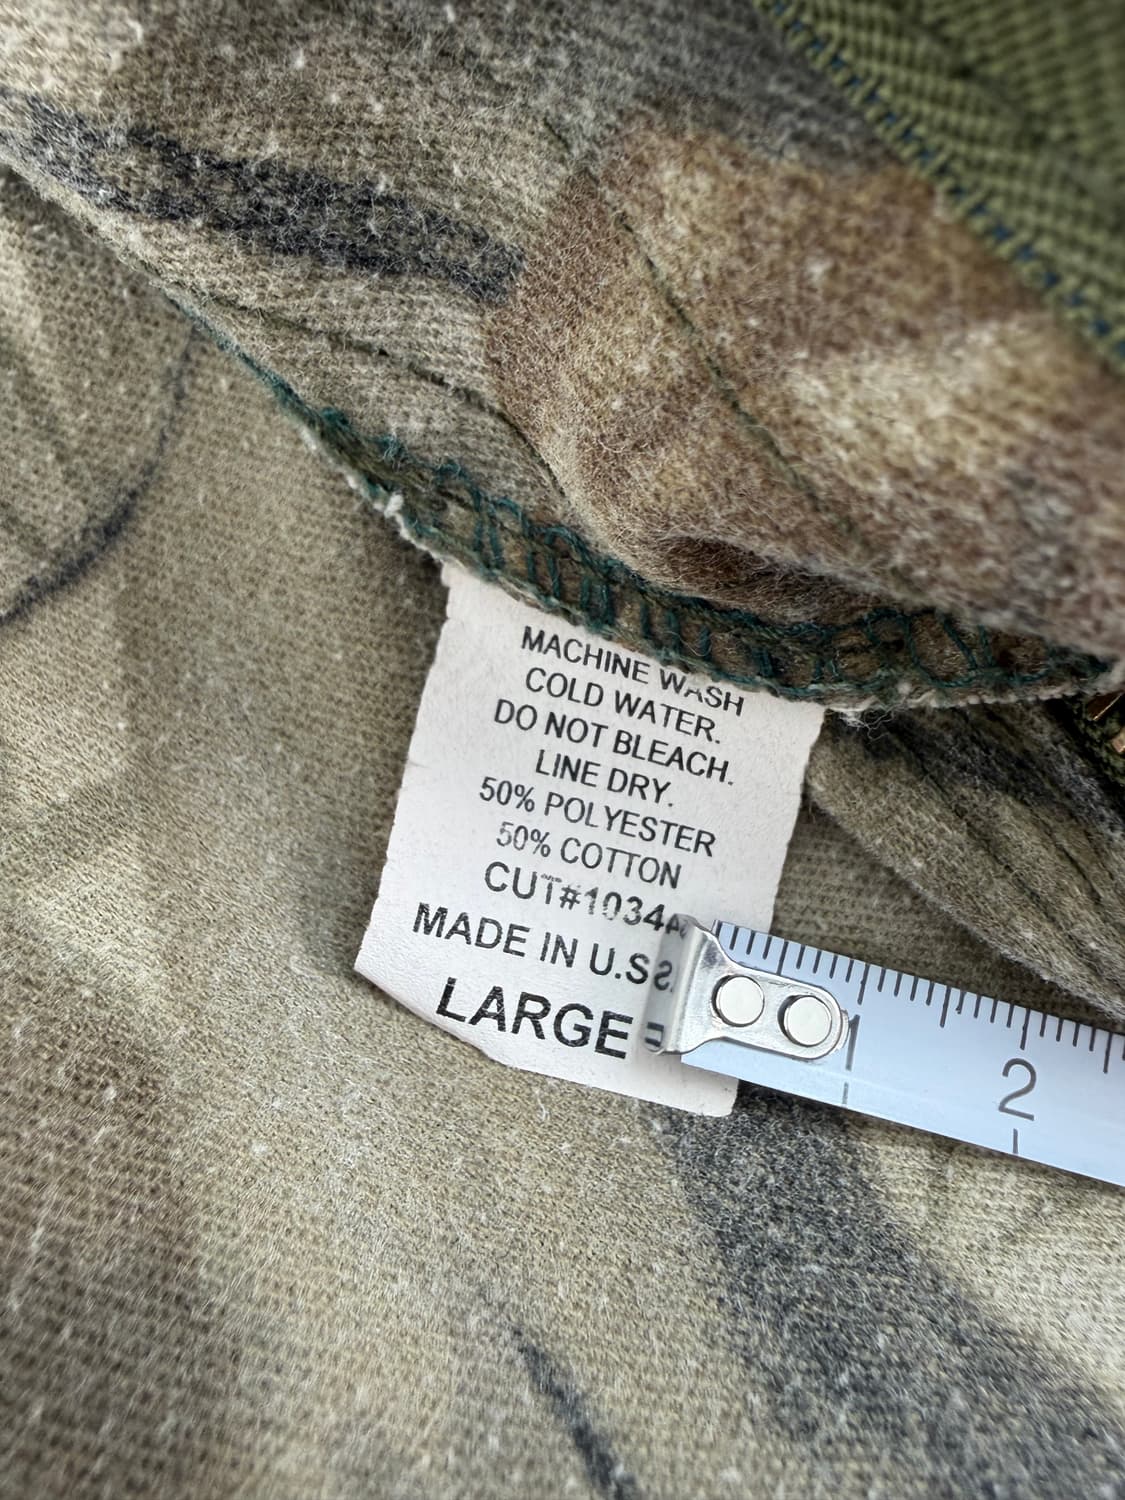 MACHINE WASH
COLD WATER.
DO NOT BLEACH.
LINE DRY.
50% POLYESTER
50% COTTON
CUT#1034
MADE IN U.S
LARGE
1
2